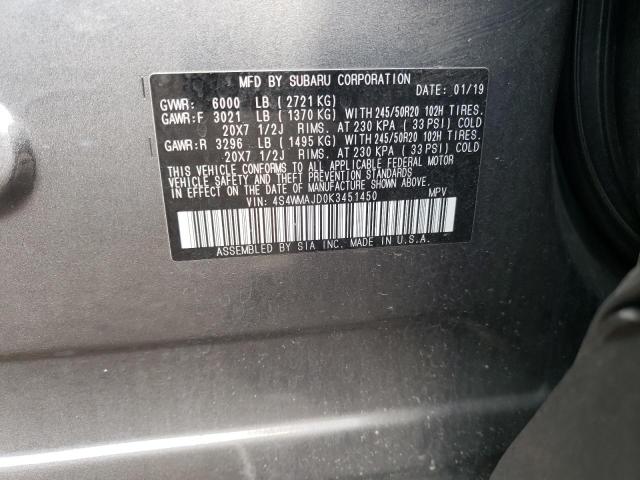 MFD BY SUBARU CORPORATION
DATE: 01/19
GVWR: 6000 LB ( 2721 KG)
GAWR:F 3021 LB ( 1370 KG) WITH 245/50R20 102H TIRES.
20X7 1/2J RIMS. AT 230 KPA ( 33 PSI) COLD
GAWR:R 3296 LB ( 1495 KG) WITH 245/50R20 102H TIRES.
20X7 1/2J RIMS. AT 230 KPA ( 33 PSI) COLD
THIS VEHICLE CONFORMS TO ALL APPLICABLE FEDERAL MOTOR
VEHICLE SAFETY STANDARDS IN EFFECT ON THE
DATE OF MANUFACTURE SHOWN ABOVE.
VIN: 4S4WMAJD0K3451450 MPV
ASSEMBLED BY SIA INC. MADE IN U.S.A.